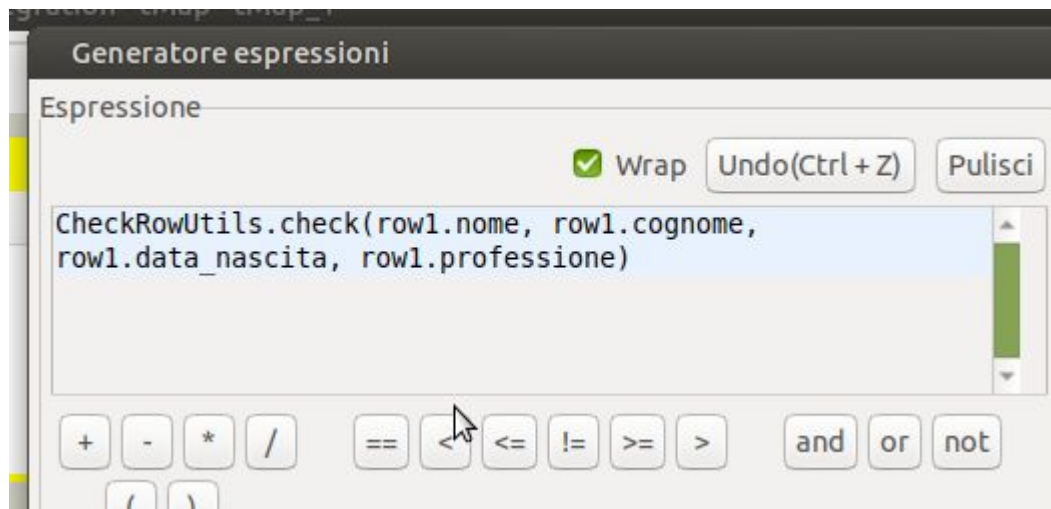 Generatore espressioni
Espressione
Wrap Undo(Ctrl + Z) Pulisci
CheckRowUtils.check(row1.nome, row1.cognome,
row1.data_nascita, row1.professione)
+ - * / == < <= != >= > and or not
( )